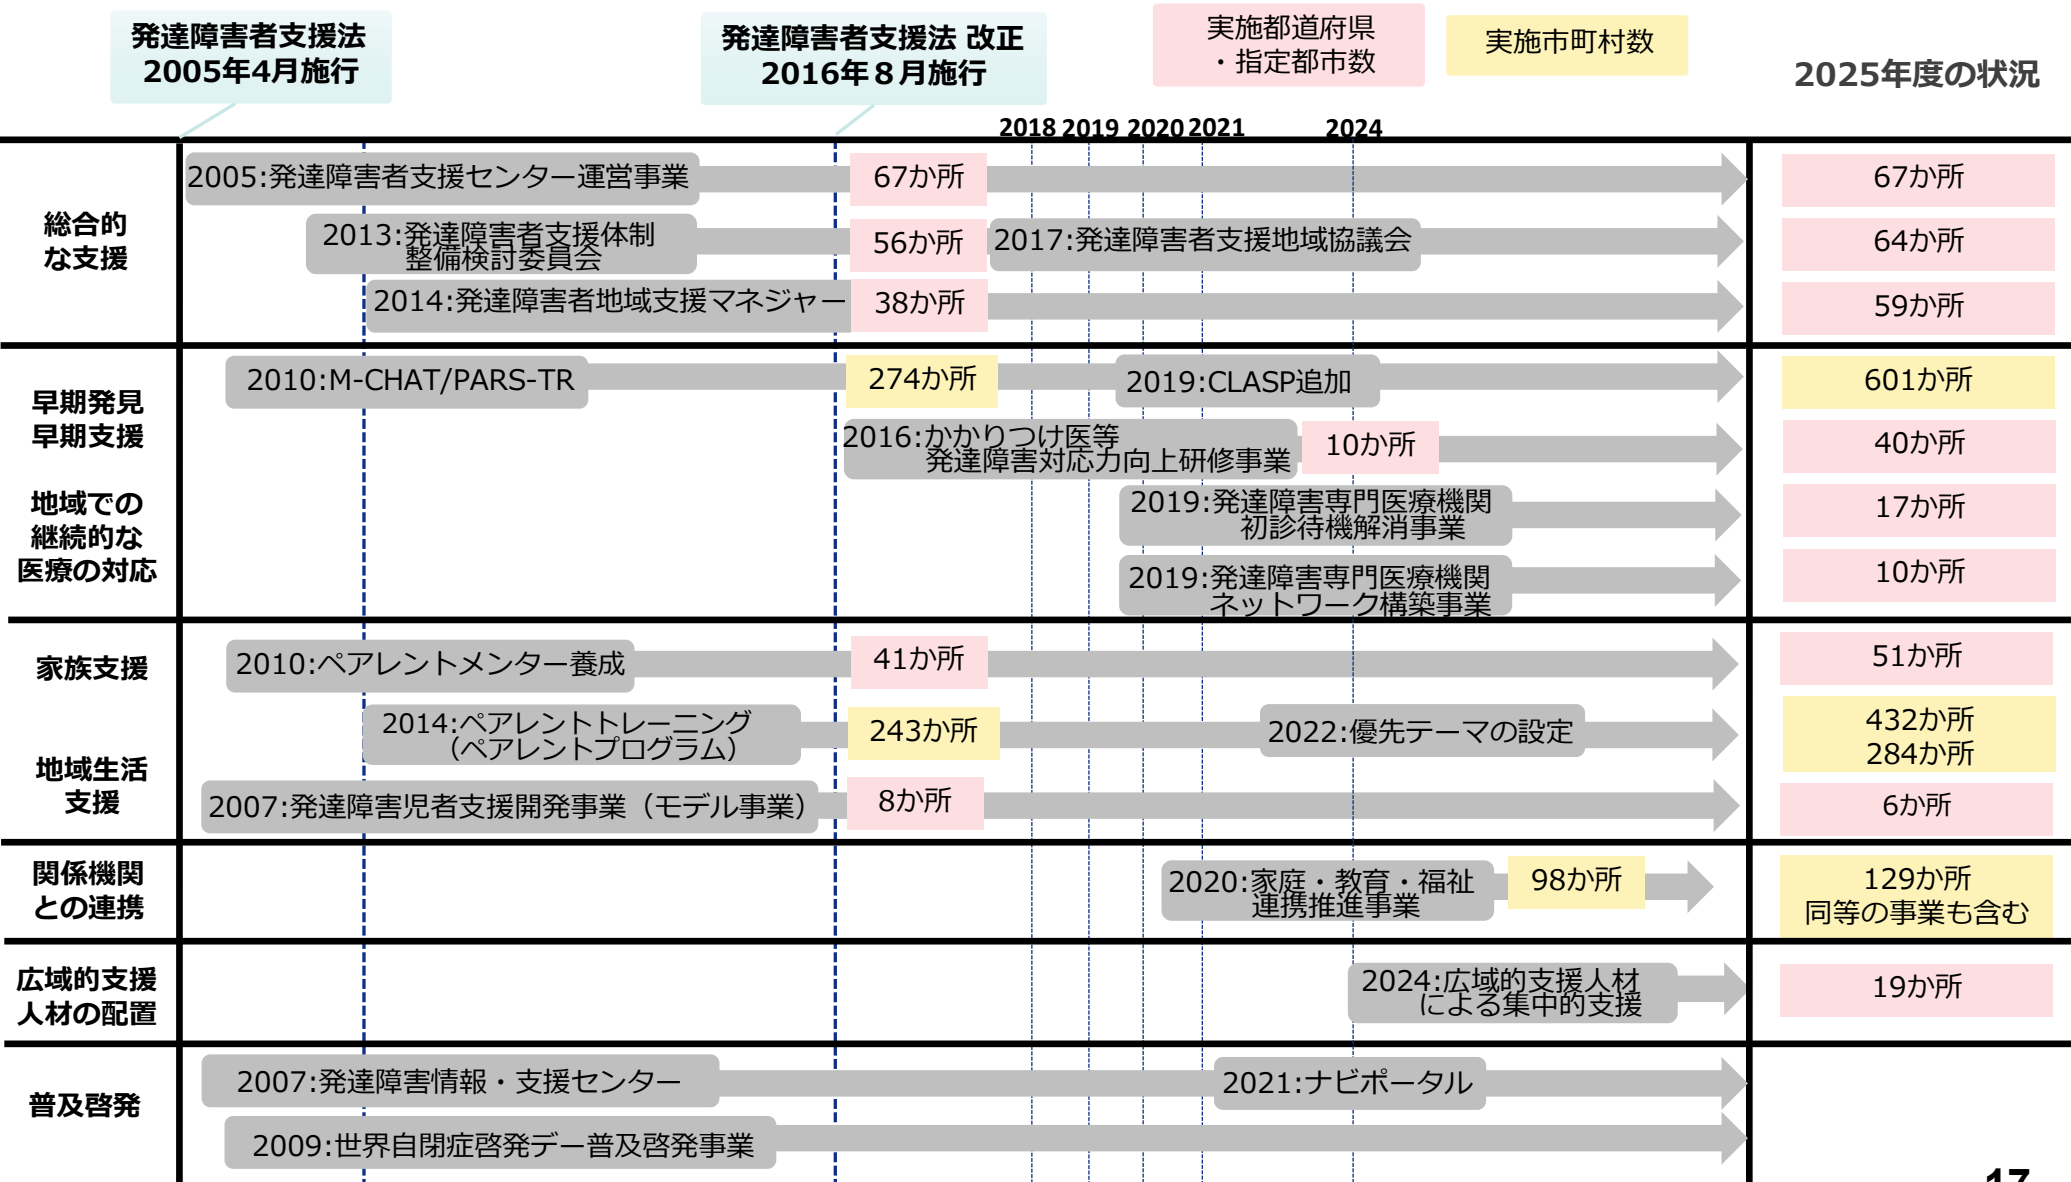 発達障害者支援法
2005年4月施行
発達障害者支援法 改正
2016年８月施行
実施都道府県
・指定都市数
実施市町村数
2025年度の状況
2018 2019 2020 2021 2024
総合的
な支援
2005:発達障害者支援センター運営事業
67か所
67か所
2013:発達障害者支援体制
整備検討委員会
56か所
2017:発達障害者支援地域協議会
64か所
2014:発達障害者地域支援マネジャー
38か所
59か所
早期発見
早期支援
地域での
継続的な
医療の対応
2010:M-CHAT/PARS-TR
274か所
2019:CLASP追加
601か所
2016:かかりつけ医等
発達障害対応力向上研修事業
10か所
40か所
2019:発達障害専門医療機関
初診待機解消事業
17か所
2019:発達障害専門医療機関
ネットワーク構築事業
10か所
家族支援
地域生活
支援
2010:ペアレントメンター養成
41か所
51か所
2014:ペアレントトレーニング
（ペアレントプログラム）
243か所
2022:優先テーマの設定
432か所
284か所
2007:発達障害児者支援開発事業（モデル事業）
8か所
6か所
関係機関
との連携
2020:家庭・教育・福祉
連携推進事業
98か所
129か所
同等の事業も含む
広域的支援
人材の配置
2024:広域的支援人材
による集中的支援
19か所
普及啓発
2007:発達障害情報・支援センター
2021:ナビポータル
2009:世界自閉症啓発デー普及啓発事業
17